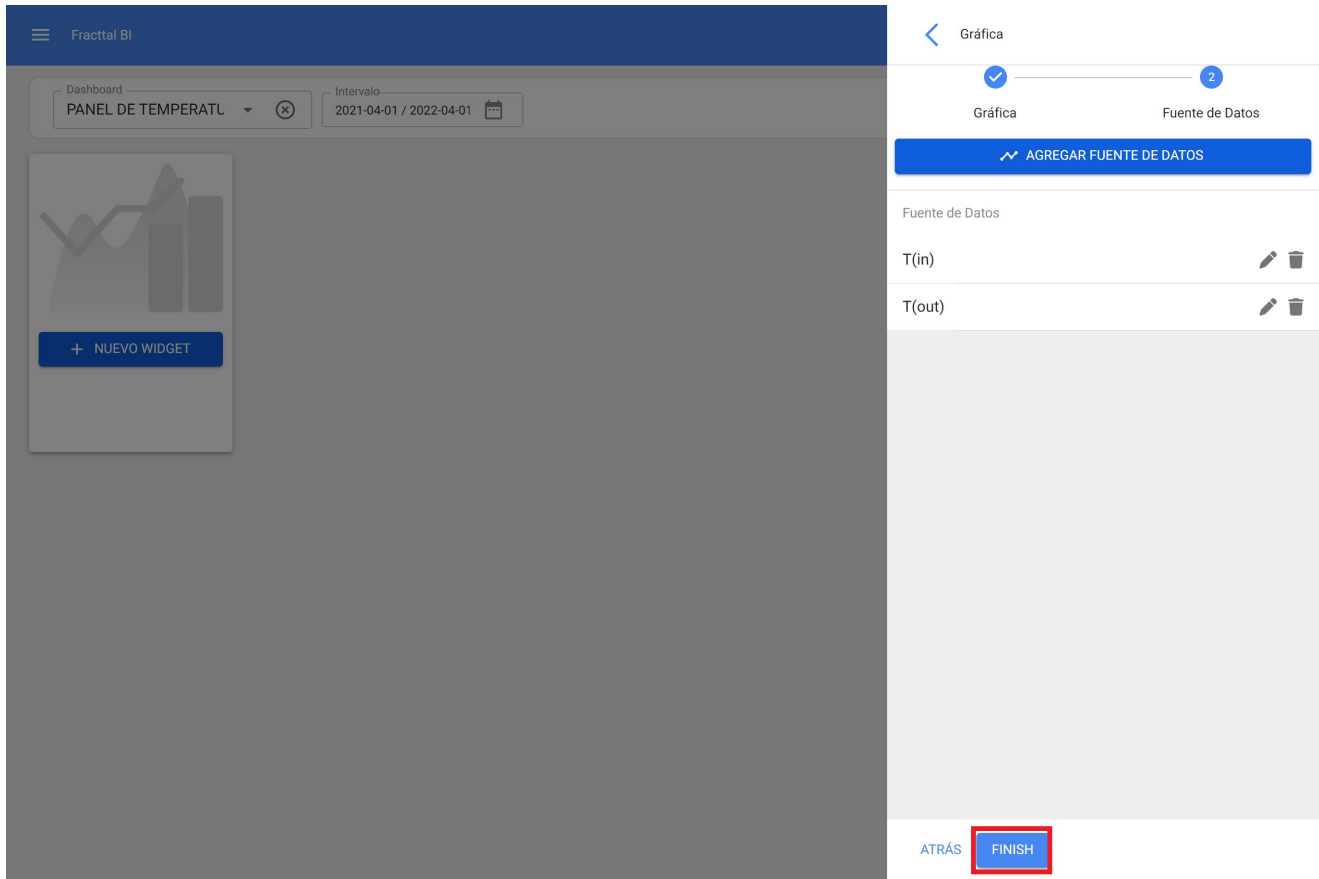 Fracttal BI
Dashboard
PANEL DE TEMPERATU
Intervalo
2021-04-01 / 2022-04-01
+ NUEVO WIDGET
Gráfica
2
Gráfica
Fuente de Datos
AGREGAR FUENTE DE DATOS
Fuente de Datos
T(in)
T(out)
ATRÁS
FINISH